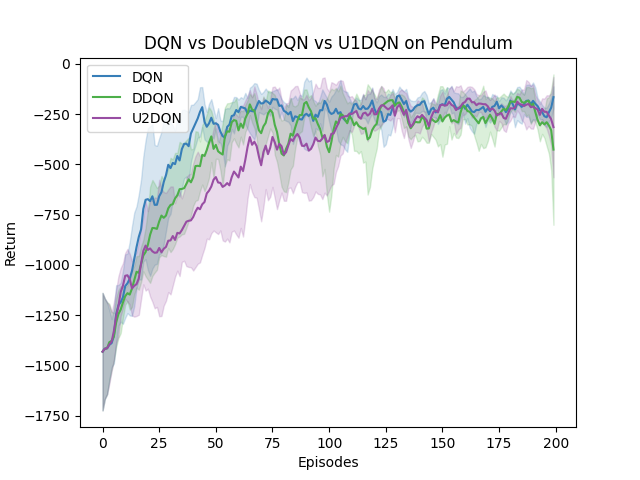 DQN vs DoubleDQN vs U1DQN on Pendulum
DQN
DDQN
U2DQN
Return
0
−250
−500
−750
−1000
−1250
−1500
−1750
0 25 50 75 100 125 150 175 200
Episodes